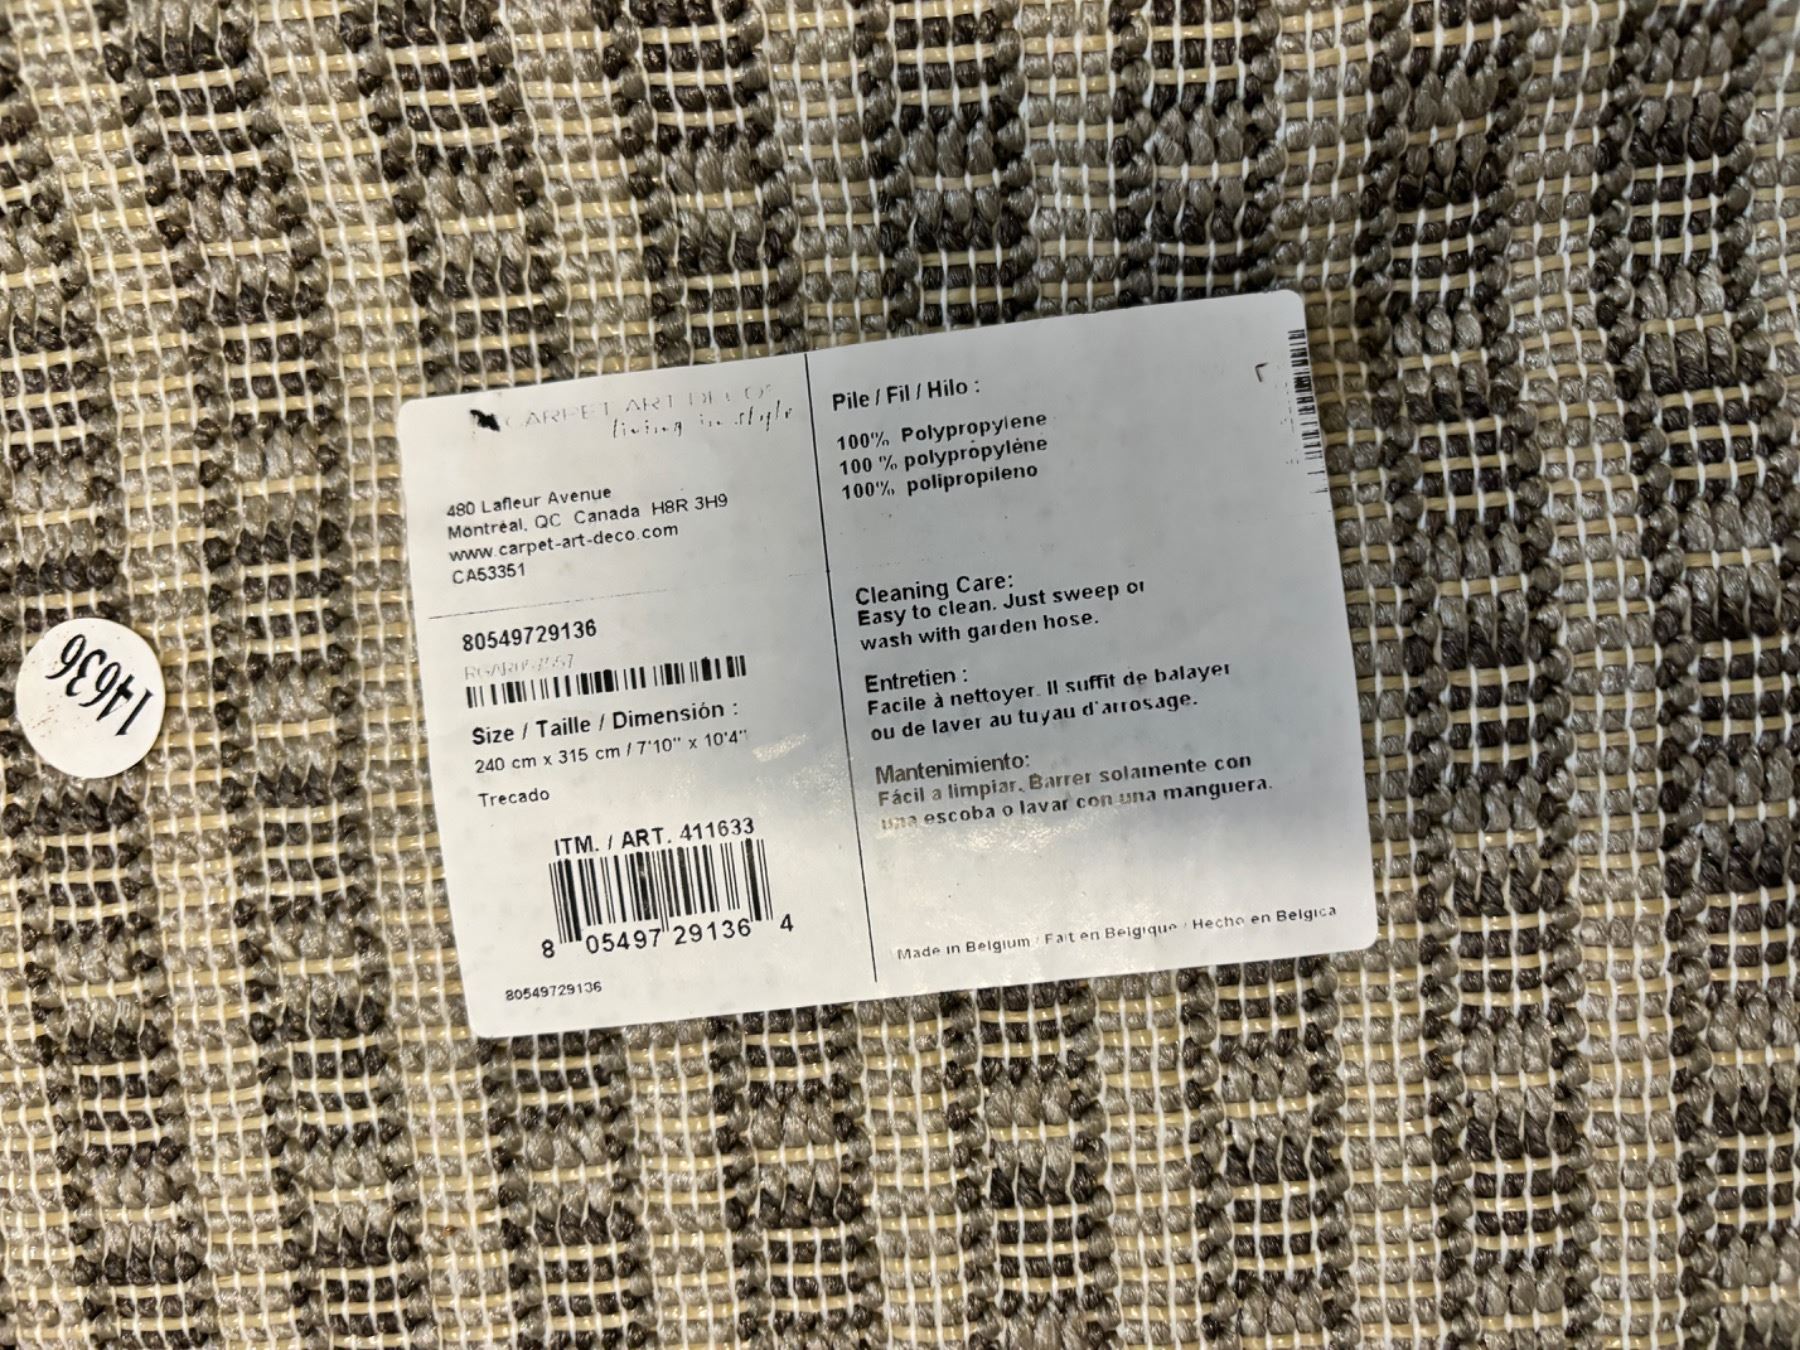 CARPET ART DECO
living in style
480 Lafleur Avenue
Montréal, QC Canada H8R 3H9
www.carpet-art-deco.com
CA53351
80549729136
Size / Taille / Dimensión :
240 cm x 315 cm / 7'10" x 10'4"
Trecado
ITM. / ART. 411633
8 05497 29136 4
80549729136
Pile / Fil / Hilo :
100% Polypropylene
100 % polypropylène
100% polipropileno
Cleaning Care:
Easy to clean. Just sweep or
wash with garden hose.
Entretien :
Facile à nettoyer. Il suffit de balayer
ou de laver au tuyau d'arrosage.
Mantenimiento:
Fácil a limpiar. Barrer solamente con
una escoba o lavar con una manguera.
Made in Belgium / Fait en Belgique / Hecho en Belgica
14636